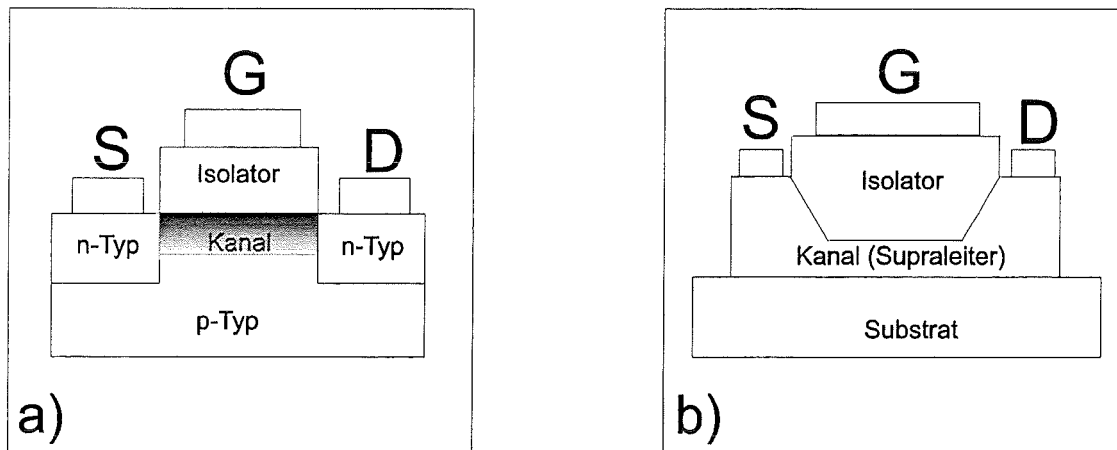 G
S
D
Isolator
n-Typ
Kanal
n-Typ
p-Typ
a)
G
S
D
Isolator
Kanal (Supraleiter)
Substrat
b)